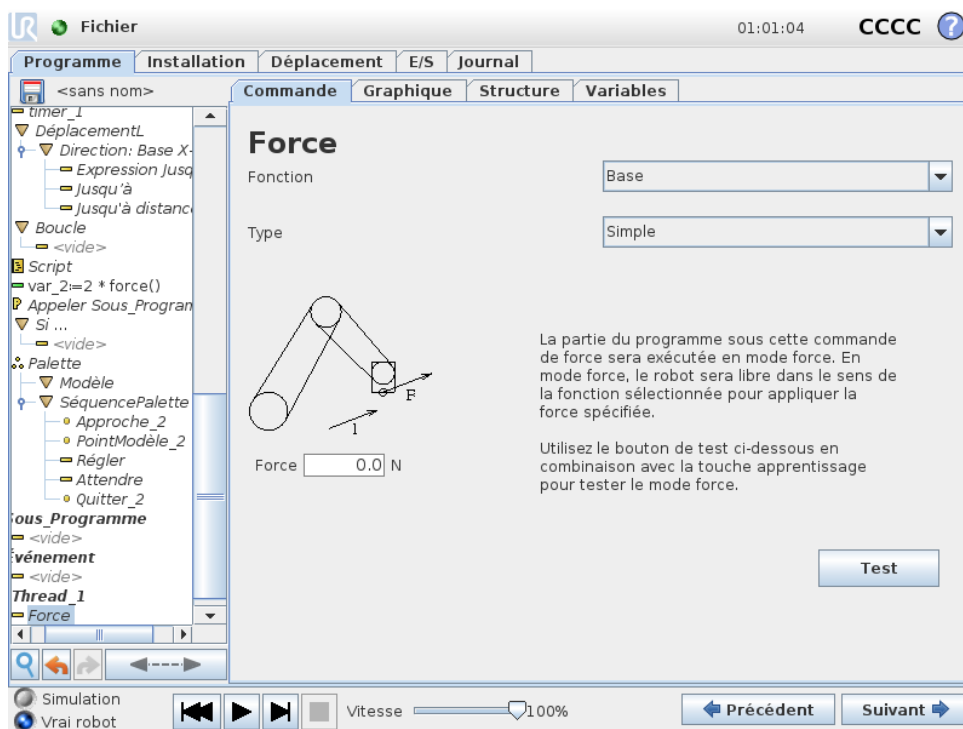 UR Fichier 01:01:04 CCCC ?
Programme Installation Déplacement E/S Journal
<sans nom> Commande Graphique Structure Variables
timer_1
DéplacementL
Direction: Base X-
Expression Jusq
Jusqu'à
Jusqu'à distanc
Boucle
<vide>
Script
var_2:=2 * force()
Appeler Sous_Program
Si ...
<vide>
Palette
Modèle
SéquencePalette
Approche_2
PointModèle_2
Régler
Attendre
Quitter_2
Sous_Programme
<vide>
Événement
<vide>
Thread_1
Force
Force
Fonction Base
Type Simple
F
1
Force 0.0 N
La partie du programme sous cette commande
de force sera exécutée en mode force. En
mode force, le robot sera libre dans le sens de
la fonction sélectionnée pour appliquer la
force spécifiée.
Utilisez le bouton de test ci-dessous en
combinaison avec la touche apprentissage
pour tester le mode force.
Test
Simulation
Vrai robot
Vitesse 100%
Précédent Suivant